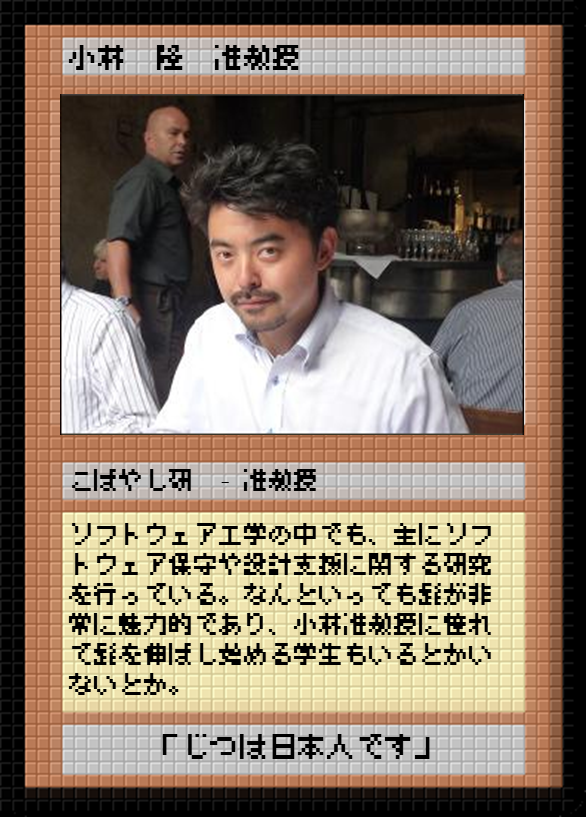 小林　隆　准教授
こばやし研　- 准教授
ソフトウェア工学の中でも、主にソフ
トウェア保守や設計支援に関する研究
を行っている。なんといっても髭が非
常に魅力的であり、小林准教授に憧れ
て髭を伸ばし始める学生もいるとかい
ないとか。
「じつは日本人です」